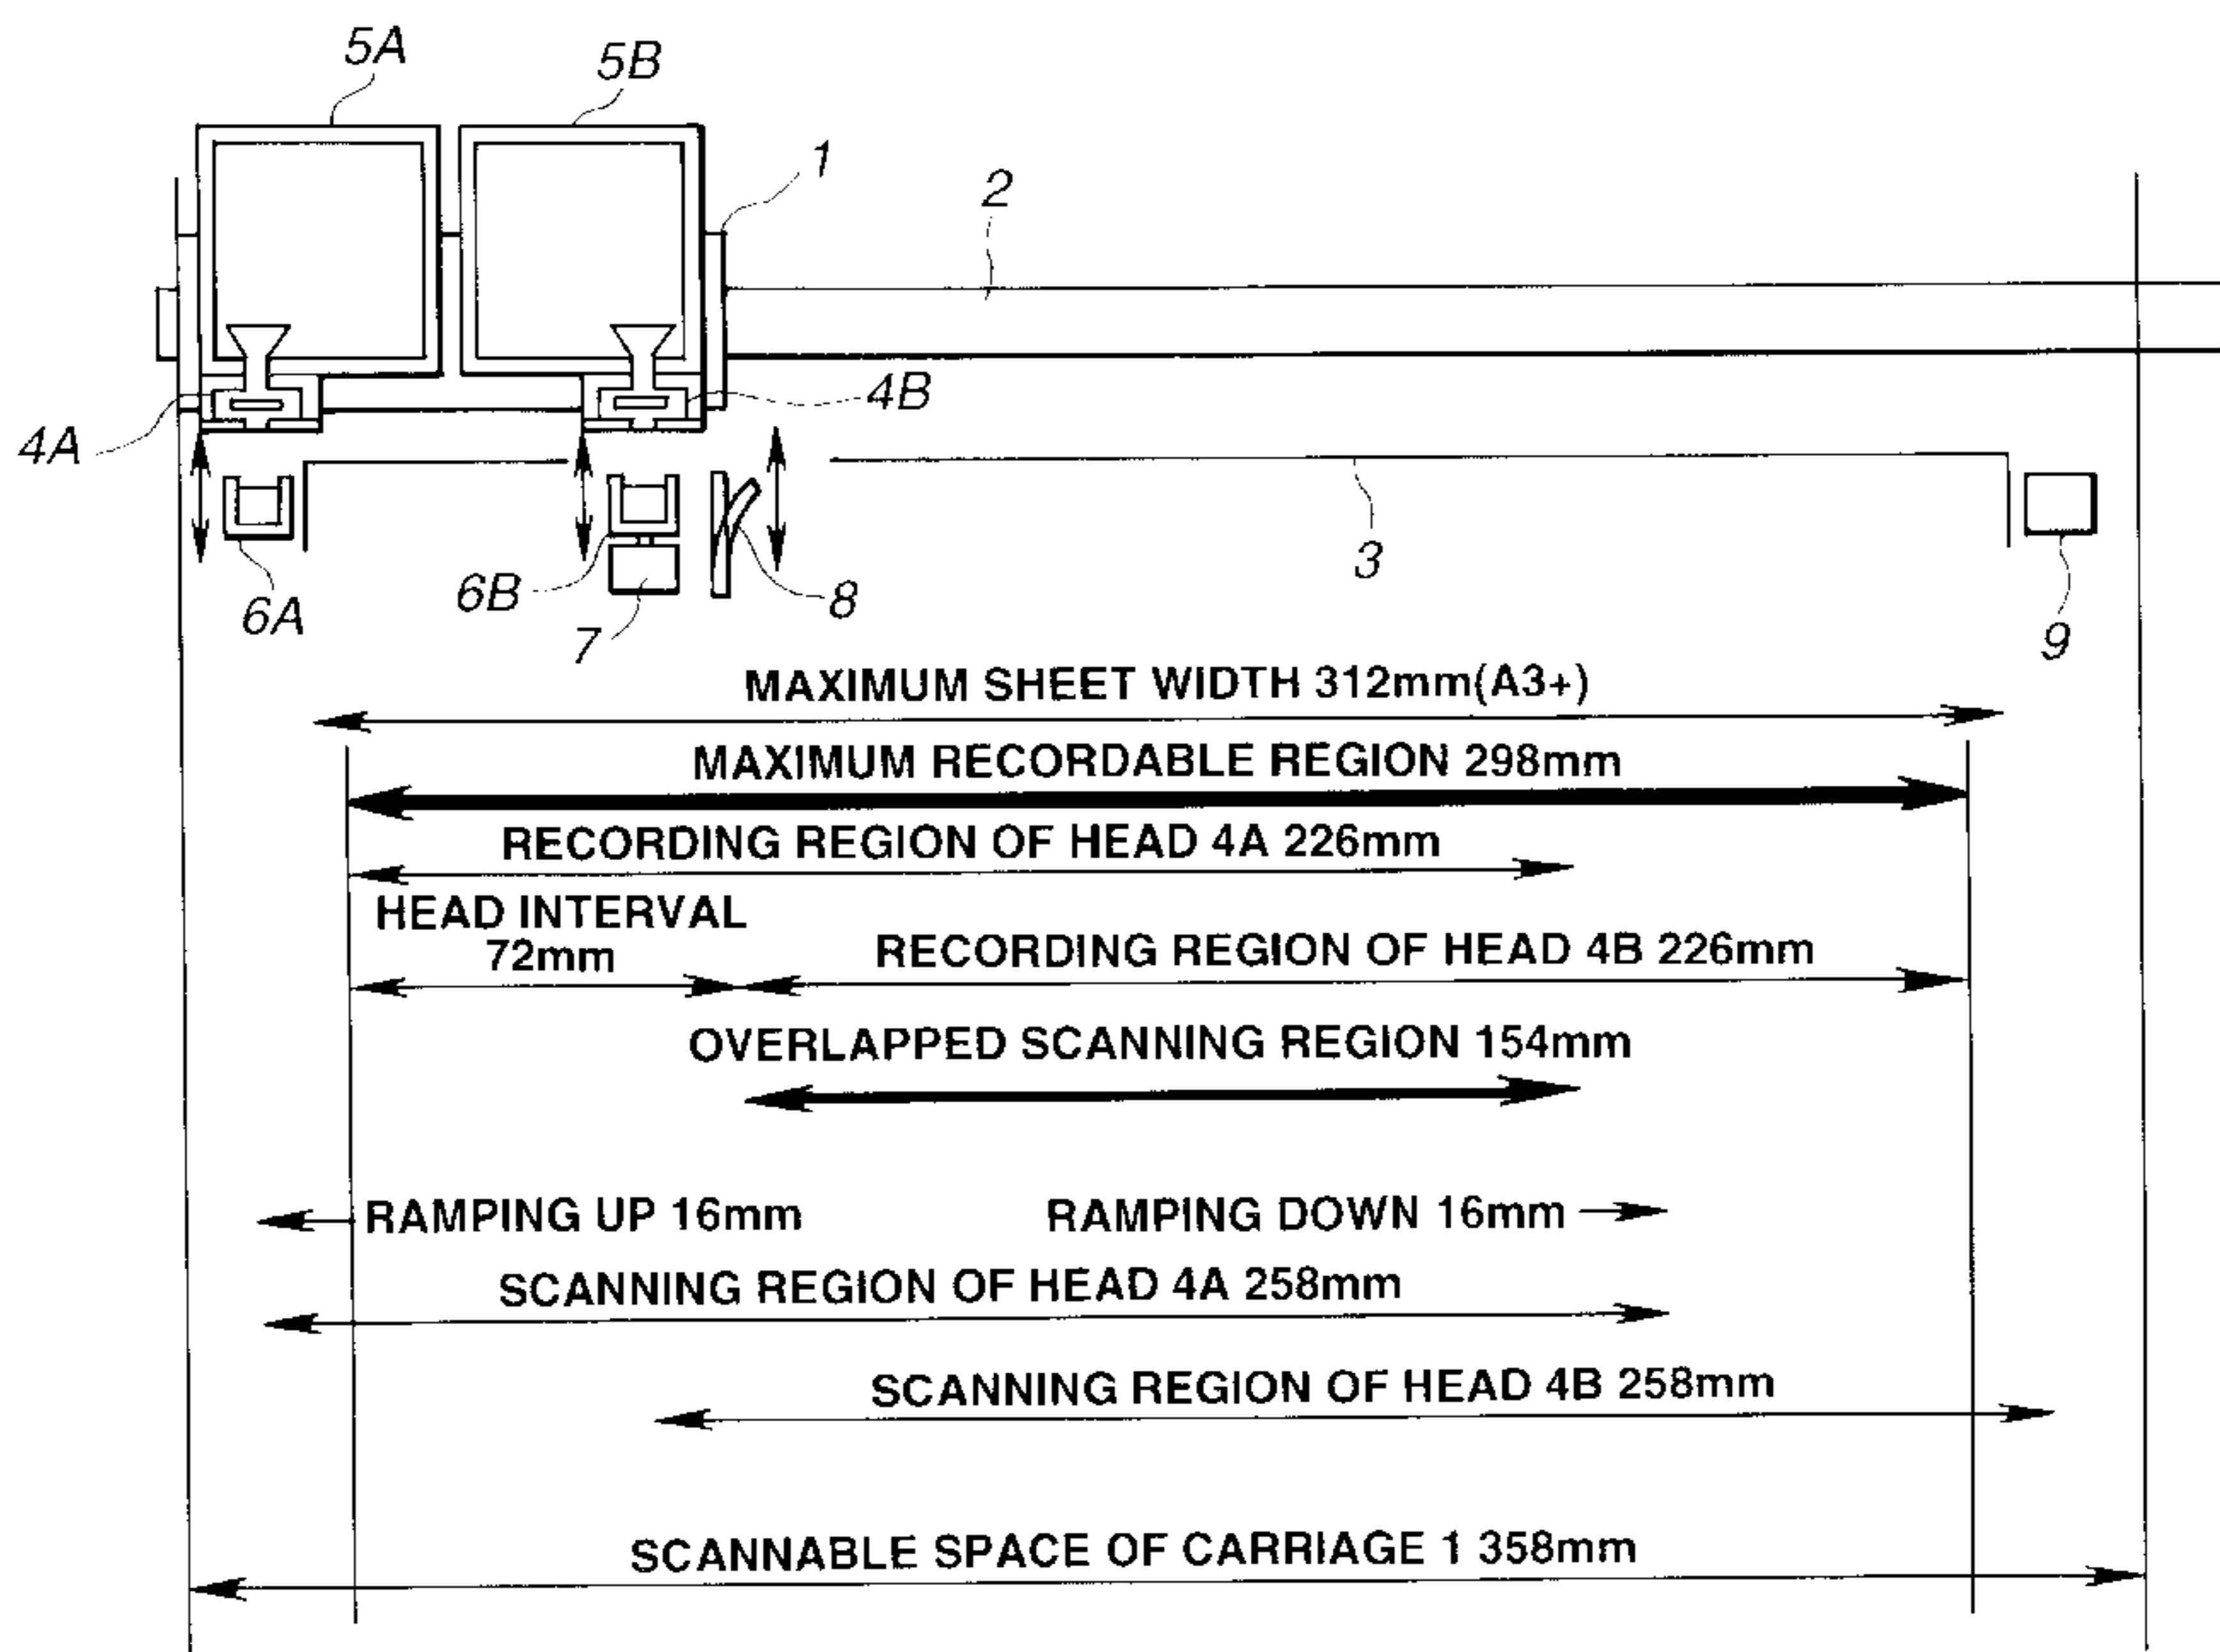 5A
5B
1
2
4A
4B
6A
6B
7
8
3
9
MAXIMUM SHEET WIDTH 312mm(A3+)
MAXIMUM RECORDABLE REGION 298mm
RECORDING REGION OF HEAD 4A 226mm
HEAD INTERVAL
72mm
RECORDING REGION OF HEAD 4B 226mm
OVERLAPPED SCANNING REGION 154mm
RAMPING UP 16mm
RAMPING DOWN 16mm
SCANNING REGION OF HEAD 4A 258mm
SCANNING REGION OF HEAD 4B 258mm
SCANNABLE SPACE OF CARRIAGE 1 358mm